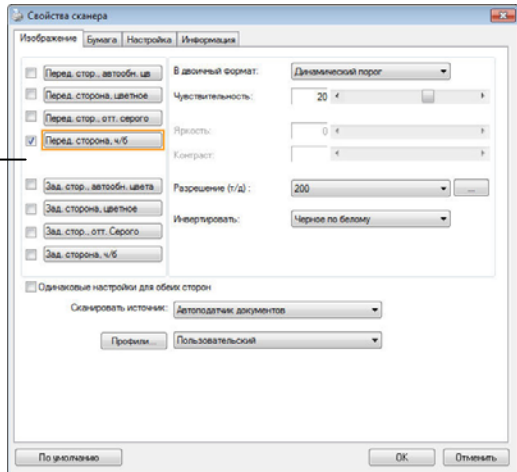 Свойства сканера
Изображение Бумага Настройка Информация
Перед. стор., автообн. цв
Перед. сторона, цветное
Перед. стор., отт. серого
Перед. сторона, ч/б
Зад. стор., автообн. цвета
Зад. сторона, цветное
Зад. стор., отт. Серого
Зад. сторона, ч/б
В двоичный формат: Динамический порог
Чувствительность: 20
Яркость: 0
Контраст:
Разрешение (т/д) : 200 ...
Инвертировать: Черное по белому
Одинаковые настройки для обеих сторон
Сканировать источник: Автоподатчик документов
Профили... Пользовательский
По умолчанию OK Отменить